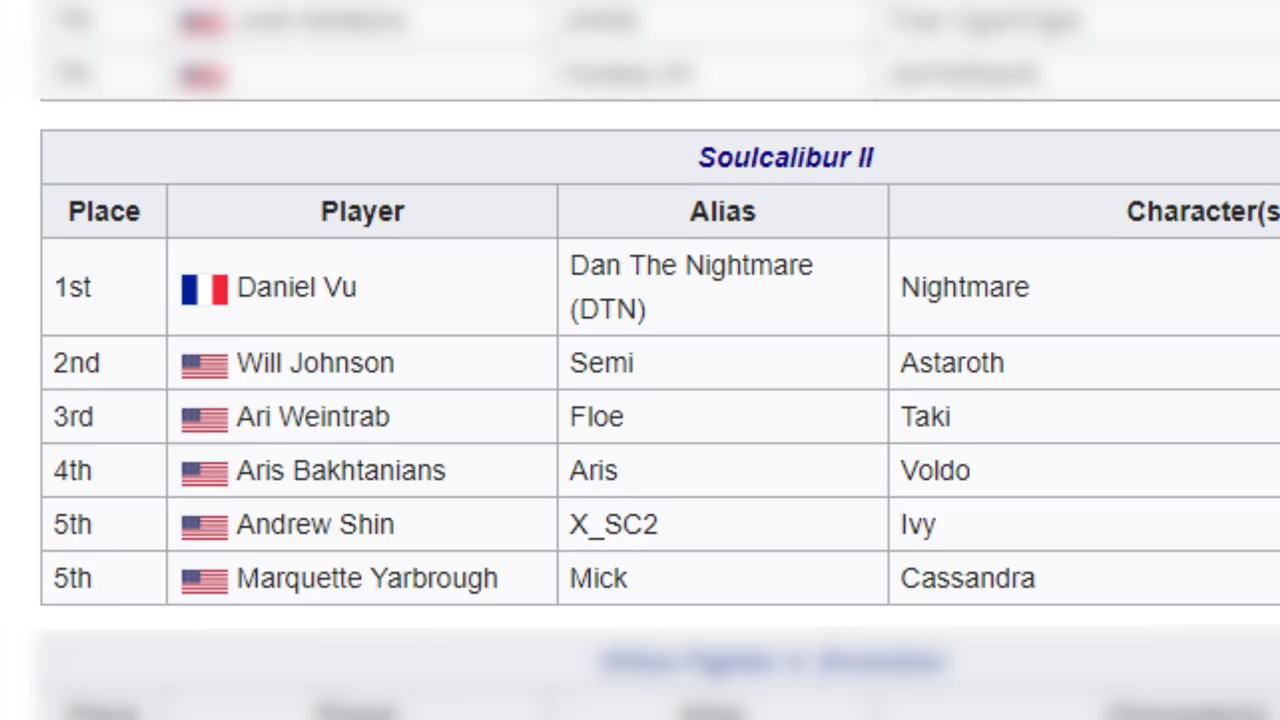 Soulcalibur II
Place Player Alias Character(s
1st Daniel Vu Dan The Nightmare (DTN) Nightmare
2nd Will Johnson Semi Astaroth
3rd Ari Weintrab Floe Taki
4th Aris Bakhtanians Aris Voldo
5th Andrew Shin X_SC2 Ivy
5th Marquette Yarbrough Mick Cassandra